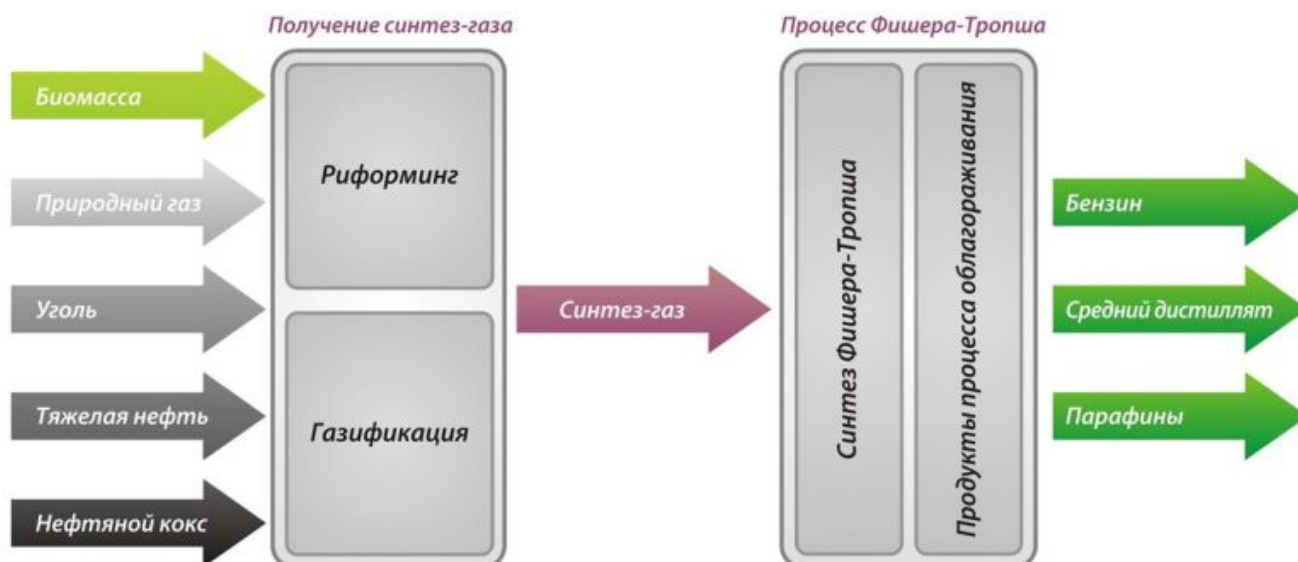 Получение синтез-газа
Процесс Фишера-Тропша
Биомасса
Природный газ
Уголь
Тяжелая нефть
Нефтяной кокс
Риформинг
Газификация
Синтез-газ
Синтез Фишера-Тропша
Продукты процесса облагораживания
Бензин
Средний дистиллят
Парафины